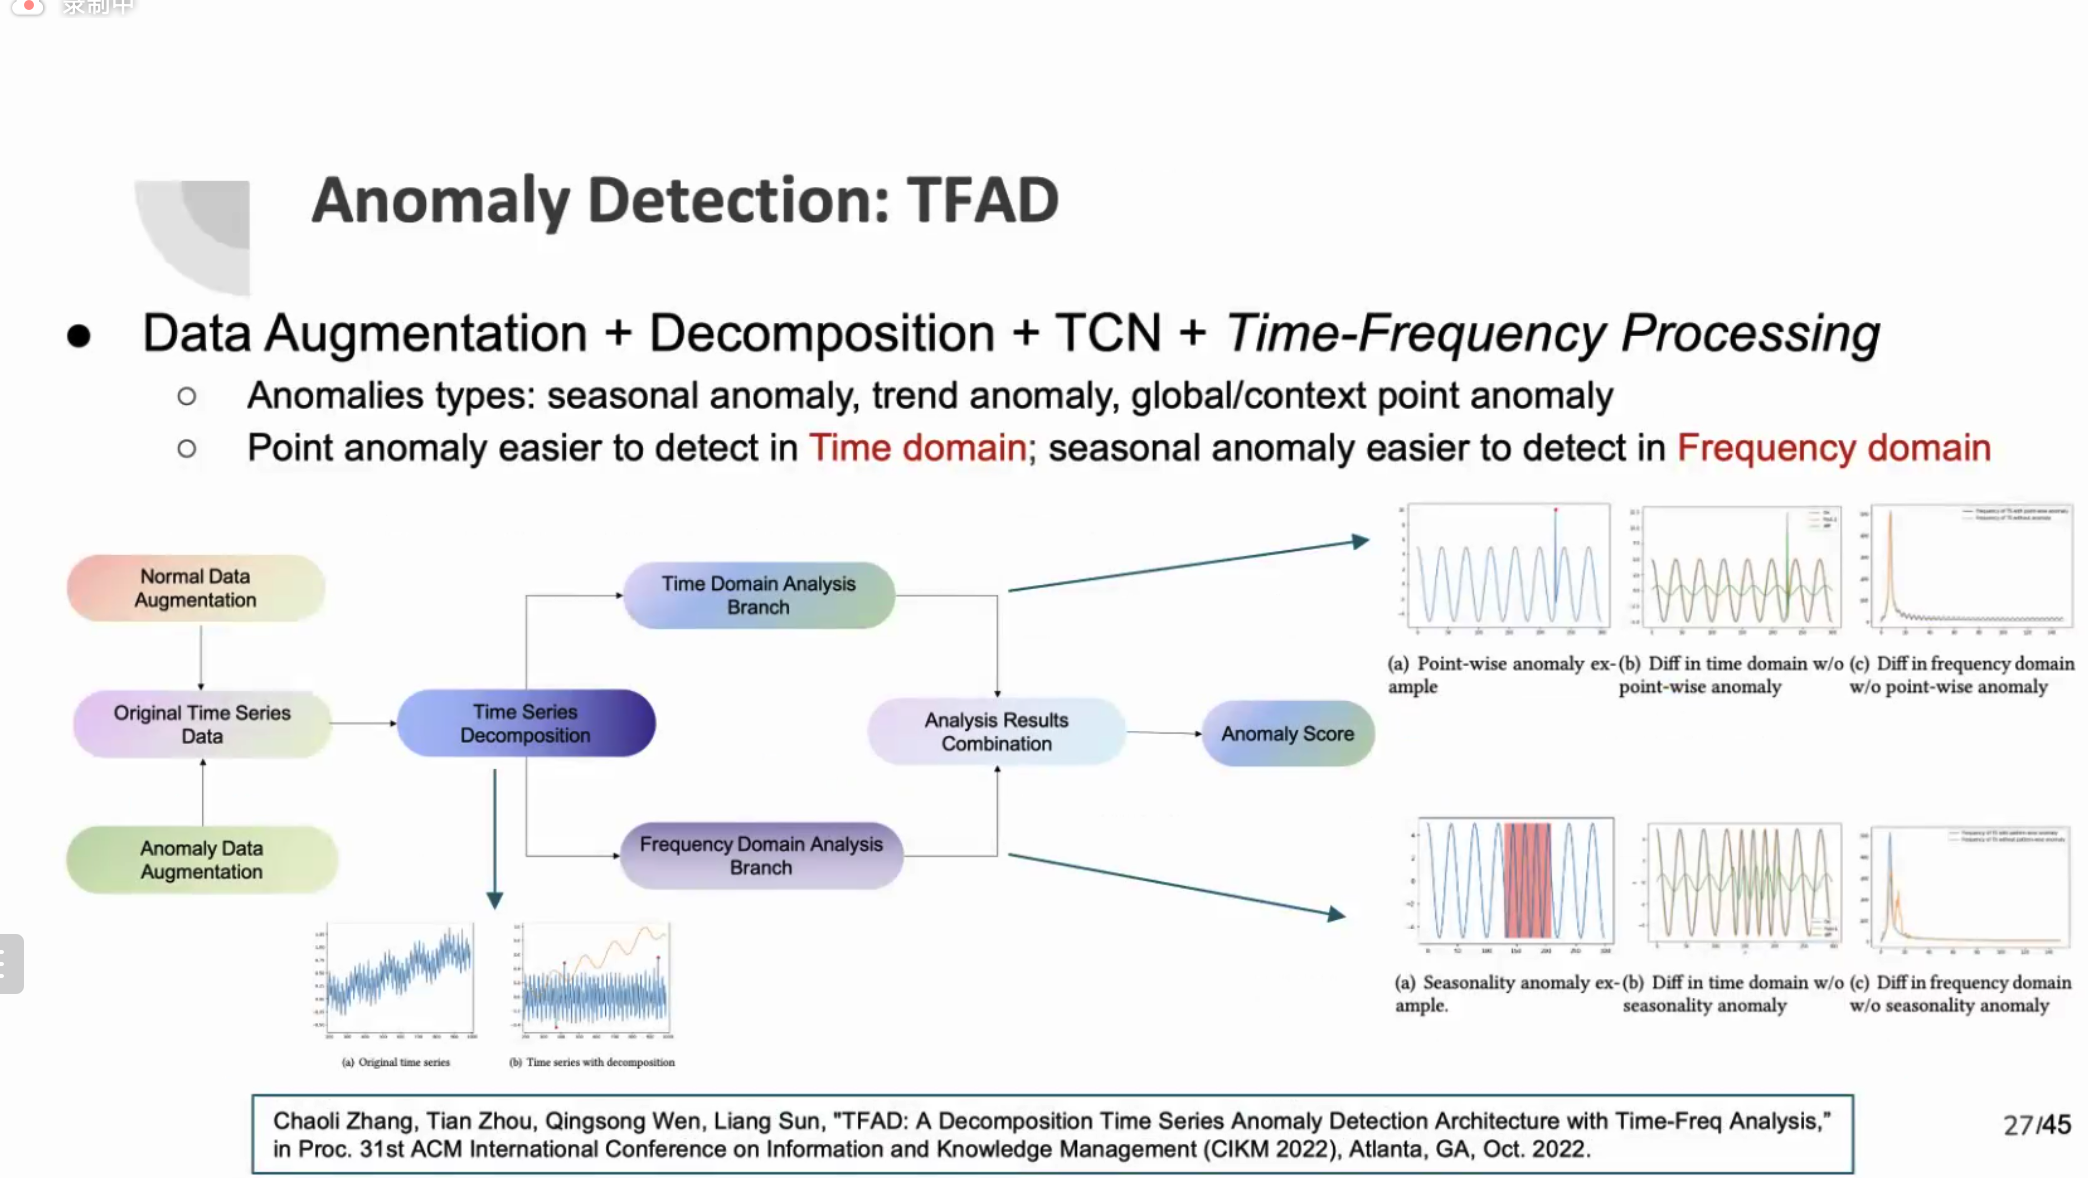 录制中
Anomaly Detection: TFAD
● Data Augmentation + Decomposition + TCN + Time-Frequency Processing
○ Anomalies types: seasonal anomaly, trend anomaly, global/context point anomaly
○ Point anomaly easier to detect in Time domain; seasonal anomaly easier to detect in Frequency domain
Normal Data
Augmentation
Original Time Series
Data
Anomaly Data
Augmentation
Time Series
Decomposition
Time Domain Analysis
Branch
Frequency Domain Analysis
Branch
Analysis Results
Combination
Anomaly Score
(a) Point-wise anomaly ex-
ample
(b) Diff in time domain w/o
point-wise anomaly
(c) Diff in frequency domain
w/o point-wise anomaly
(a) Seasonality anomaly ex-
ample.
(b) Diff in time domain w/o
seasonality anomaly
(c) Diff in frequency domain
w/o seasonality anomaly
(a) Original time series
(b) Time series with decomposition
Chaoli Zhang, Tian Zhou, Qingsong Wen, Liang Sun, "TFAD: A Decomposition Time Series Anomaly Detection Architecture with Time-Freq Analysis,”
in Proc. 31st ACM International Conference on Information and Knowledge Management (CIKM 2022), Atlanta, GA, Oct. 2022.
27/45